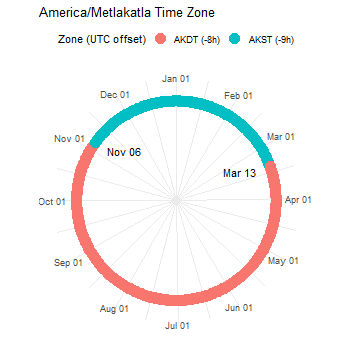 America/Metlakatla Time Zone
Zone (UTC offset) AKDT (-8h) AKST (-9h)
Jan 01
Feb 01
Mar 01
Apr 01
May 01
Jun 01
Jul 01
Aug 01
Sep 01
Oct 01
Nov 01
Dec 01
Nov 06
Mar 13